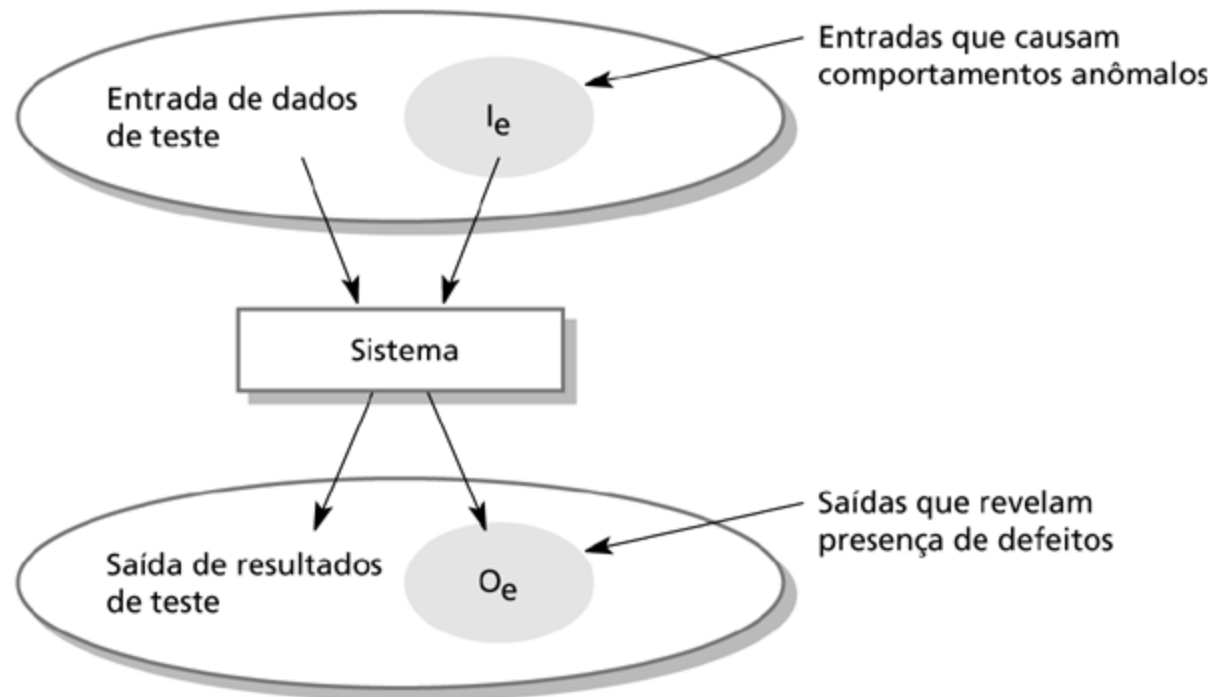 Entradas que causam
comportamentos anômalos
Entrada de dados
de teste
Ie
Sistema
Saídas que revelam
presença de defeitos
Saída de resultados
de teste
Oe